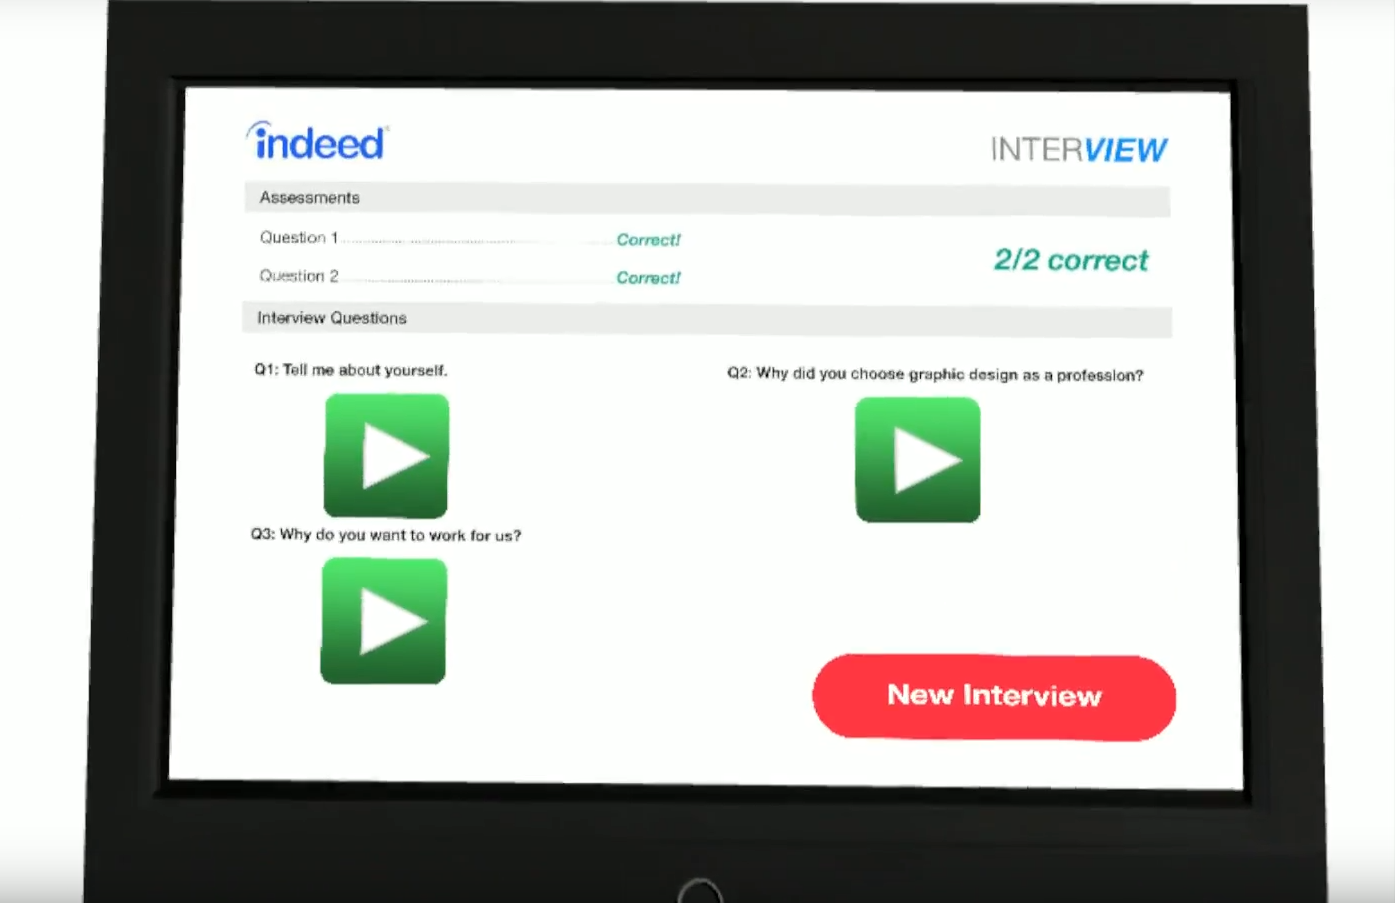 indeed
INTERVIEW
Assessments
Question 1 Correct!
Question 2 Correct!
2/2 correct
Interview Questions
Q1: Tell me about yourself.
Q2: Why did you choose graphic design as a profession?
Q3: Why do you want to work for us?
New Interview